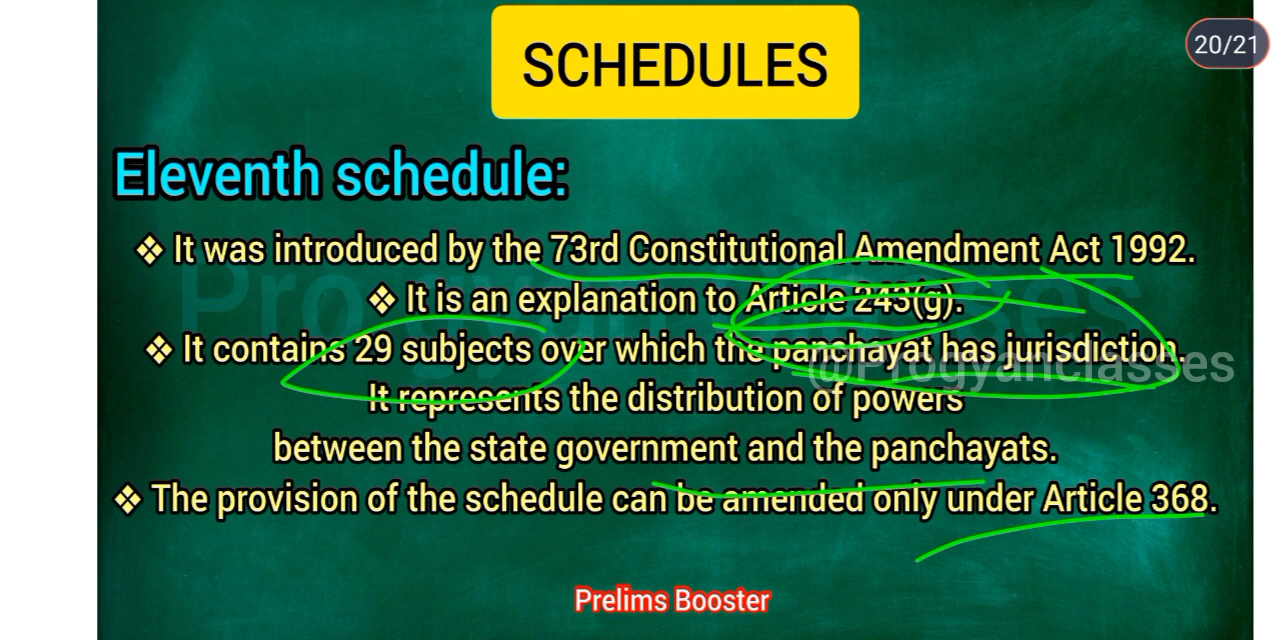 SCHEDULES
20/21
Eleventh schedule:
❖ It was introduced by the 73rd Constitutional Amendment Act 1992.
❖ It is an explanation to Article 243(g).
❖ It contains 29 subjects over which the panchayat has jurisdiction.
@Progyanclasses
It represents the distribution of powers
between the state government and the panchayats.
❖ The provision of the schedule can be amended only under Article 368.
Prelims Booster